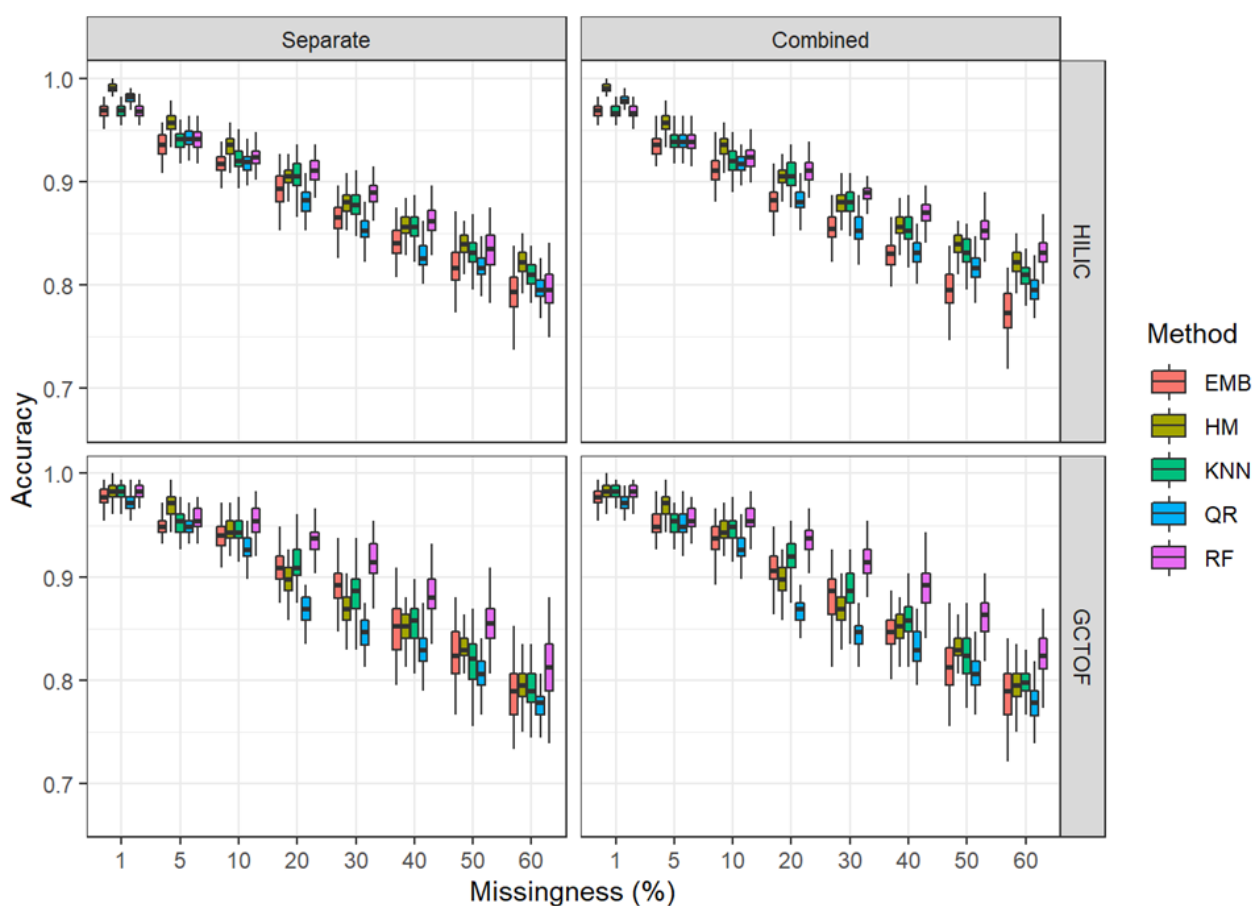 Separate
Combined
1.0
0.9
0.8
0.7
HILIC
1.0
0.9
0.8
0.7
GCTOF
Accuracy
1 5 10 20 30 40 50 60
1 5 10 20 30 40 50 60
Missingness (%)
Method
EMB
HM
KNN
QR
RF